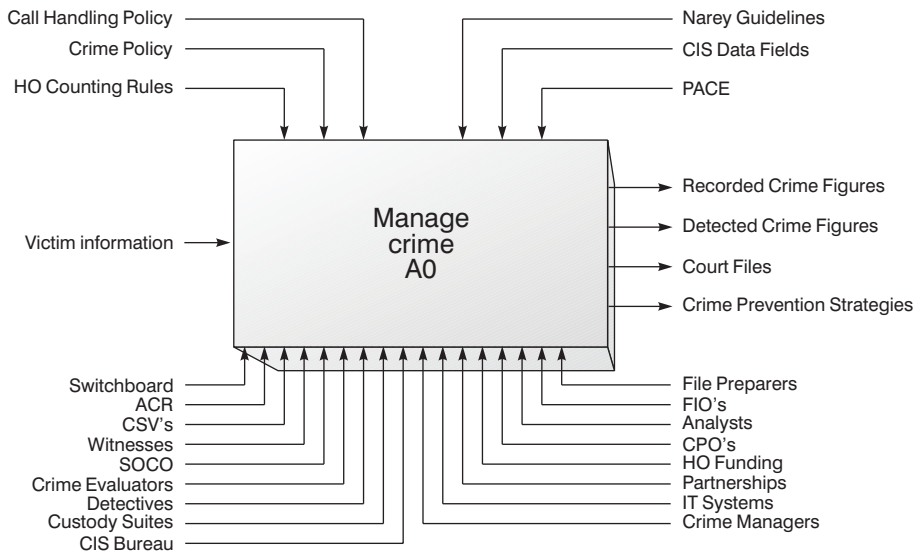 Call Handling Policy
Crime Policy
HO Counting Rules
Narey Guidelines
CIS Data Fields
PACE
Victim information
Manage
crime
A0
Recorded Crime Figures
Detected Crime Figures
Court Files
Crime Prevention Strategies
Switchboard
ACR
CSV's
Witnesses
SOCO
Crime Evaluators
Detectives
Custody Suites
CIS Bureau
File Preparers
FIO's
Analysts
CPO's
HO Funding
Partnerships
IT Systems
Crime Managers